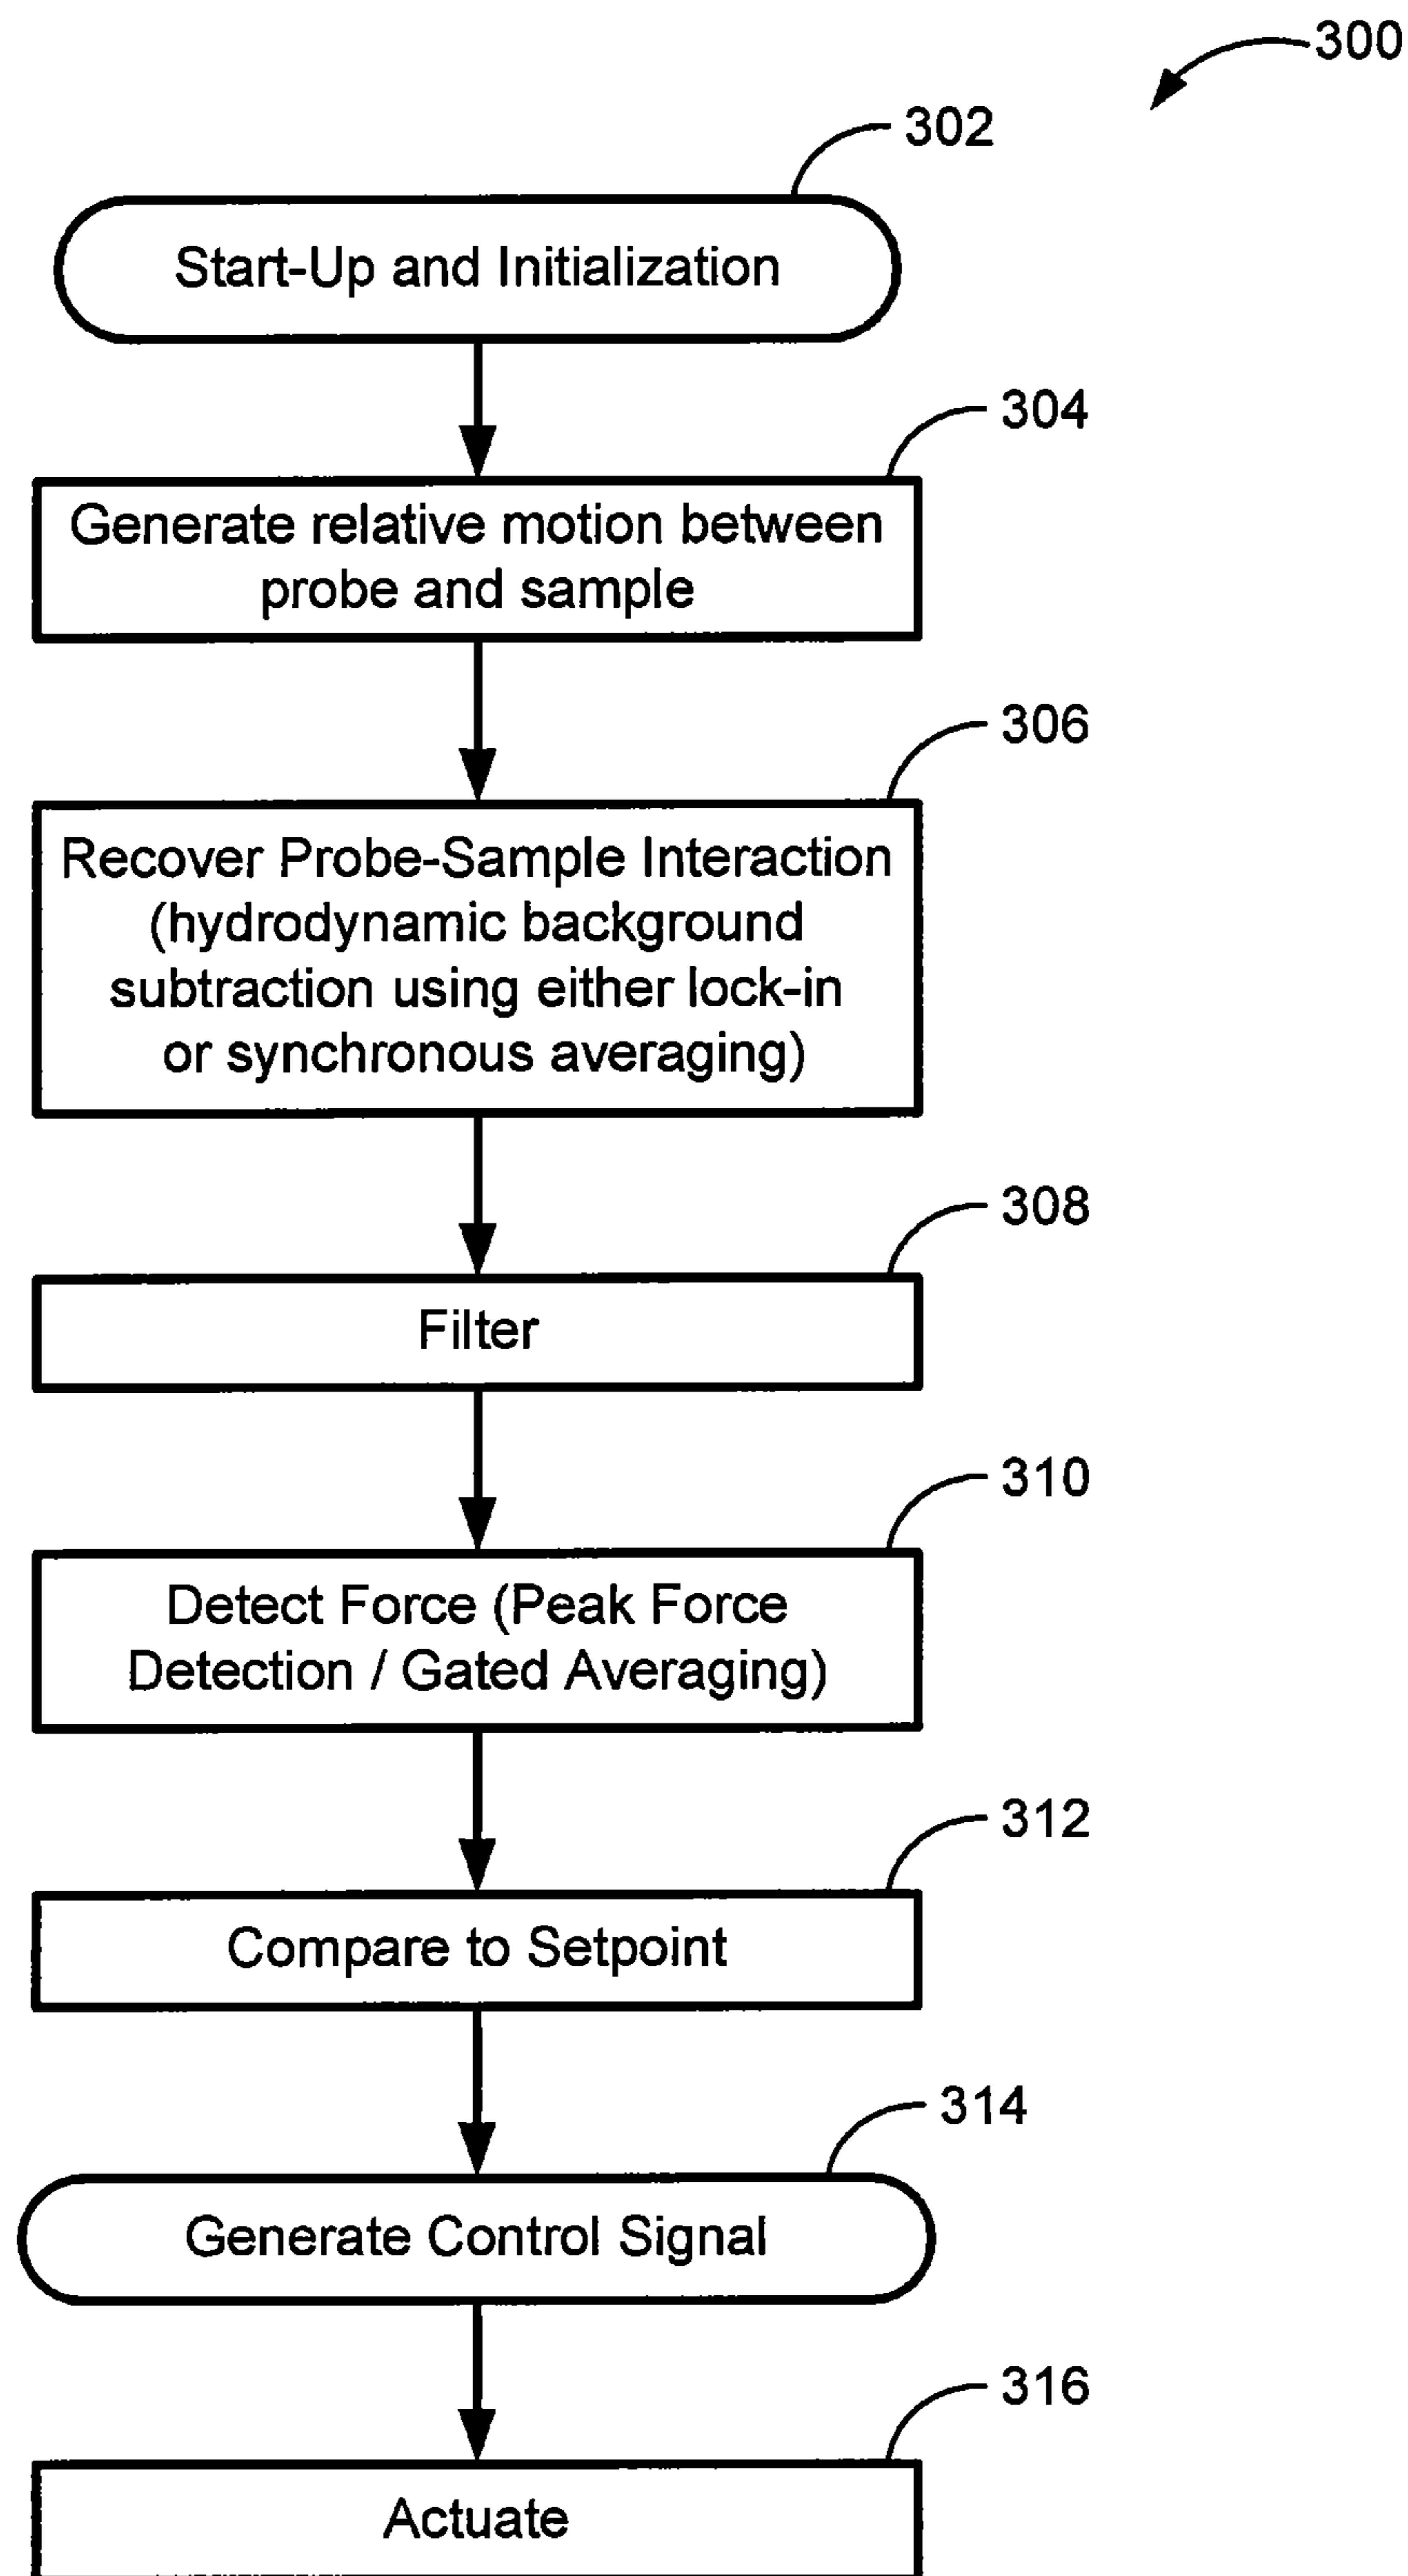 300
302
Start-Up and Initialization
304
Generate relative motion between
probe and sample
306
Recover Probe-Sample Interaction
(hydrodynamic background
subtraction using either lock-in
or synchronous averaging)
308
Filter
310
Detect Force (Peak Force
Detection / Gated Averaging)
312
Compare to Setpoint
314
Generate Control Signal
316
Actuate